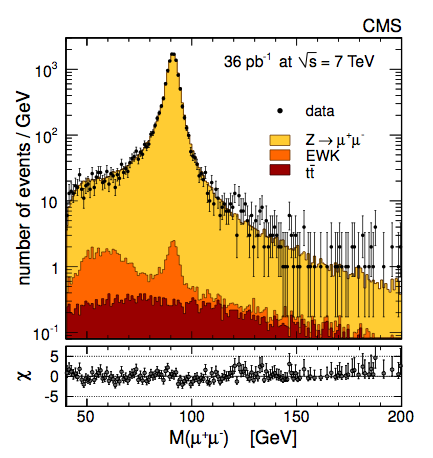 CMS
36 pb⁻¹ at √s = 7 TeV
data
Z → μ⁺μ⁻
EWK
tt̄
number of events / GeV
10³
10²
10
1
10⁻¹
χ
5
0
-5
50 100 150 200
M(μ⁺μ⁻) [GeV]